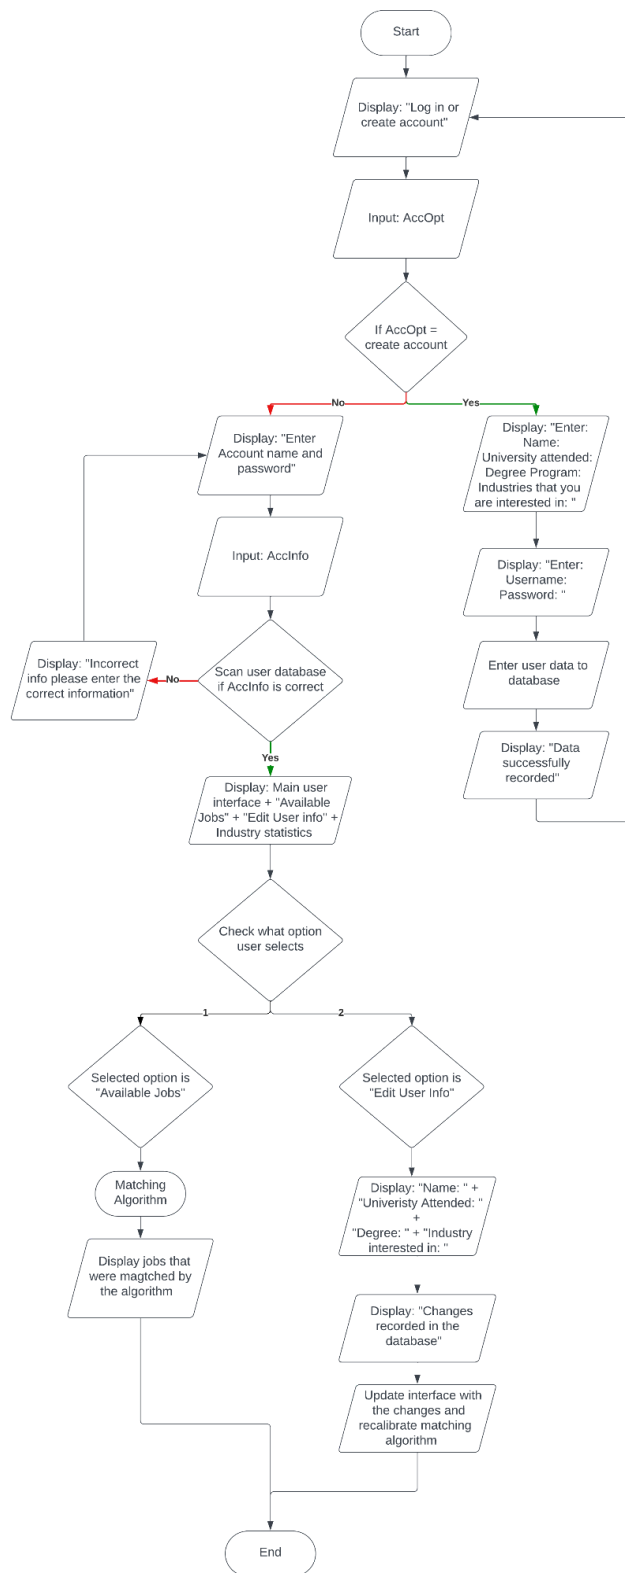 Start
Display: "Log in or
create account"
Input: AccOpt
If AccOpt =
create account
No
Yes
Display: "Enter
Account name and
password"
Display: "Enter:
Name:
University attended:
Degree Program:
Industries that you
are interested in: "
Input: AccInfo
Display: "Enter:
Username:
Password: "
Scan user database
if AccInfo is correct
No
Display: "Incorrect
info please enter the
correct information"
Enter user data to
database
Yes
Display: "Data
successfully
recorded"
Display: Main user
interface + "Available
Jobs" + "Edit User info" +
Industry statistics
Check what option
user selects
1
2
Selected option is
"Available Jobs"
Selected option is
"Edit User Info"
Matching
Algorithm
Display: "Name: " +
"Univeristy Attended: "
+
"Degree: " + "Industry
interested in: "
Display jobs that
were magtched by
the algorithm
Display: "Changes
recorded in the
database"
Update interface with
the changes and
recalibrate matching
algorithm
End